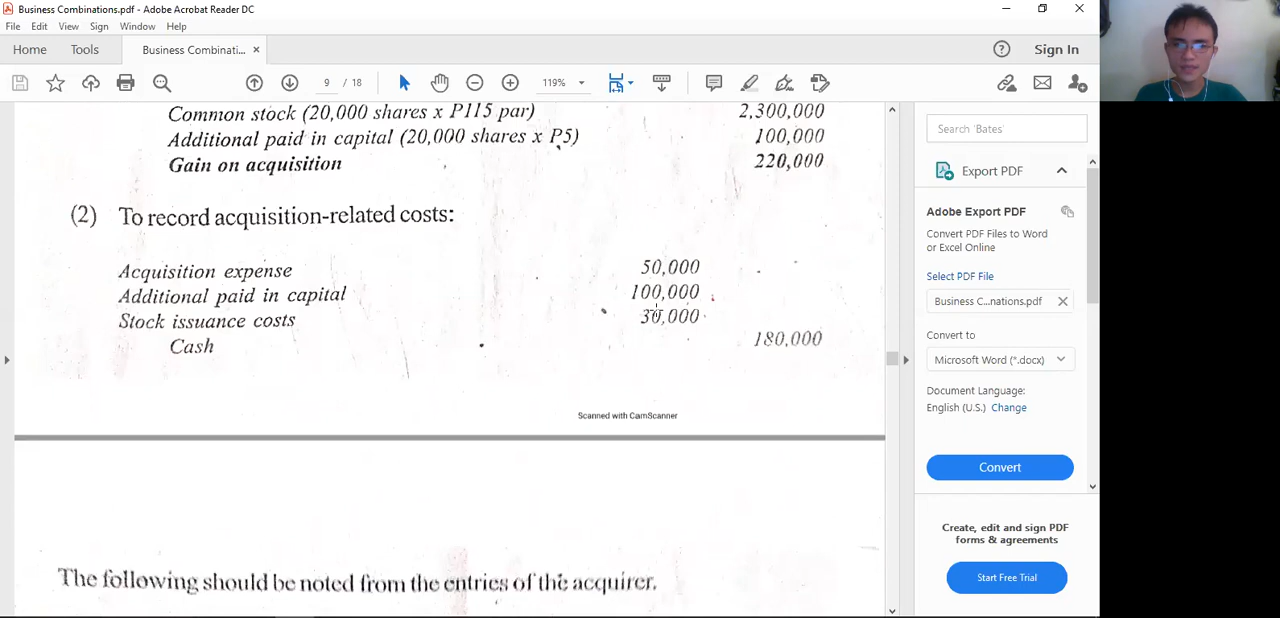 Business Combinations.pdf - Adobe Acrobat Reader DC
File Edit View Sign Window Help
Home Tools Business Combinati... × Sign In
9 / 18 119%
Common stock (20,000 shares x P115 par) 2,300,000
Additional paid in capital (20,000 shares x P5) 100,000
Gain on acquisition 220,000
(2) To record acquisition-related costs:
Acquisition expense 50,000
Additional paid in capital 100,000
Stock issuance costs 30,000
Cash 180,000
Scanned with CamScanner
The following should be noted from the entries of the acquirer.
Search 'Bates'
Export PDF
Adobe Export PDF
Convert PDF Files to Word
or Excel Online
Select PDF File
Business C...nations.pdf
Convert to
Microsoft Word (*.docx)
Document Language:
English (U.S.) Change
Convert
Create, edit and sign PDF
forms & agreements
Start Free Trial